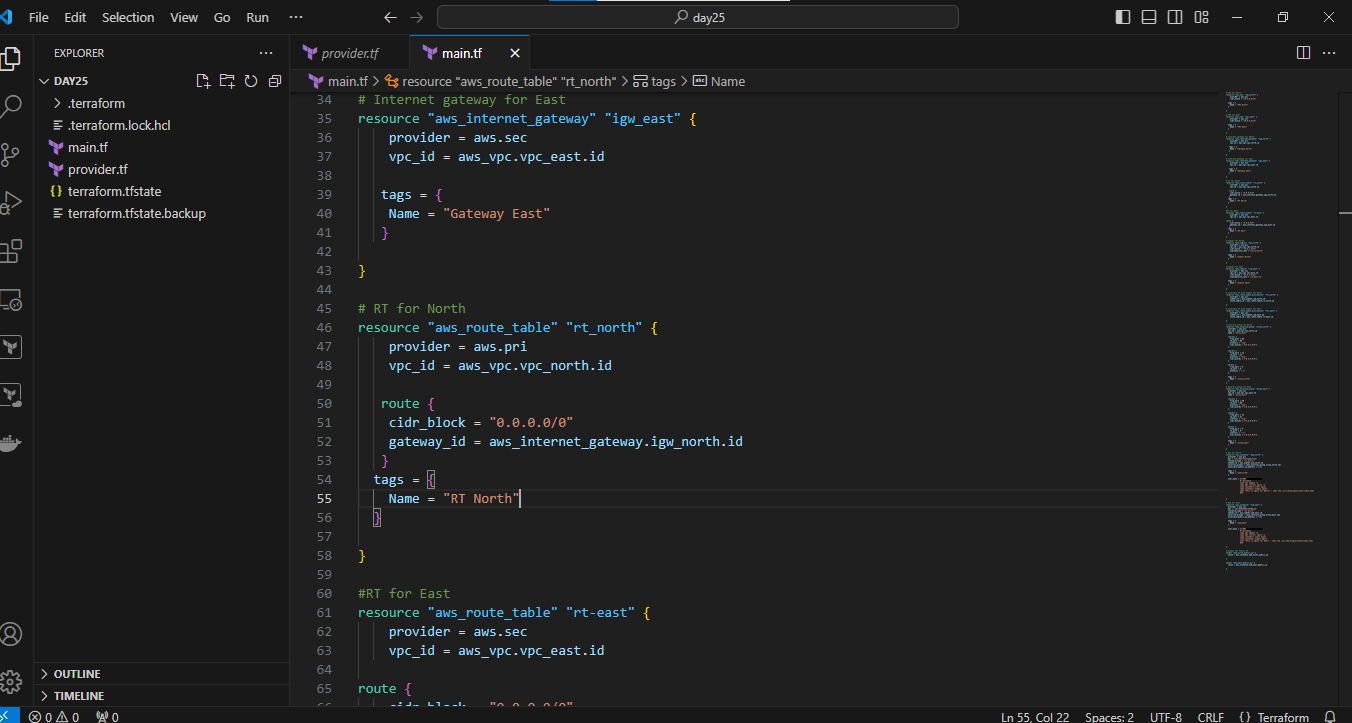 File Edit Selection View Go Run ··· day25
EXPLORER ···
DAY25
.terraform
.terraform.lock.hcl
main.tf
provider.tf
{} terraform.tfstate
terraform.tfstate.backup
OUTLINE
TIMELINE
provider.tf main.tf
main.tf > resource "aws_route_table" "rt_north" > tags > Name
34 # Internet gateway for East
35 resource "aws_internet_gateway" "igw_east" {
36 provider = aws.sec
37 vpc_id = aws_vpc.vpc_east.id
38
39 tags = {
40 Name = "Gateway East"
41 }
42
43 }
44
45 # RT for North
46 resource "aws_route_table" "rt_north" {
47 provider = aws.pri
48 vpc_id = aws_vpc.vpc_north.id
49
50 route {
51 cidr_block = "0.0.0.0/0"
52 gateway_id = aws_internet_gateway.igw_north.id
53 }
54 tags = {
55 Name = "RT North"
56 }
57
58 }
59
60 #RT for East
61 resource "aws_route_table" "rt-east" {
62 provider = aws.sec
63 vpc_id = aws_vpc.vpc_east.id
64
65 route {
66 cidr_block = "0.0.0.0/0"
0 0 0 Ln 55, Col 22 Spaces: 2 UTF-8 CRLF {} Terraform